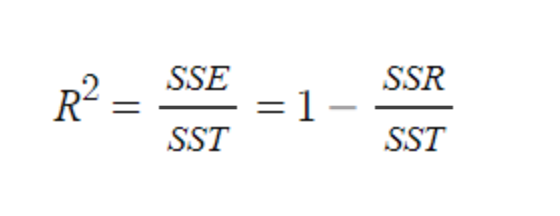 R² = SSE/SST = 1 − SSR/SST